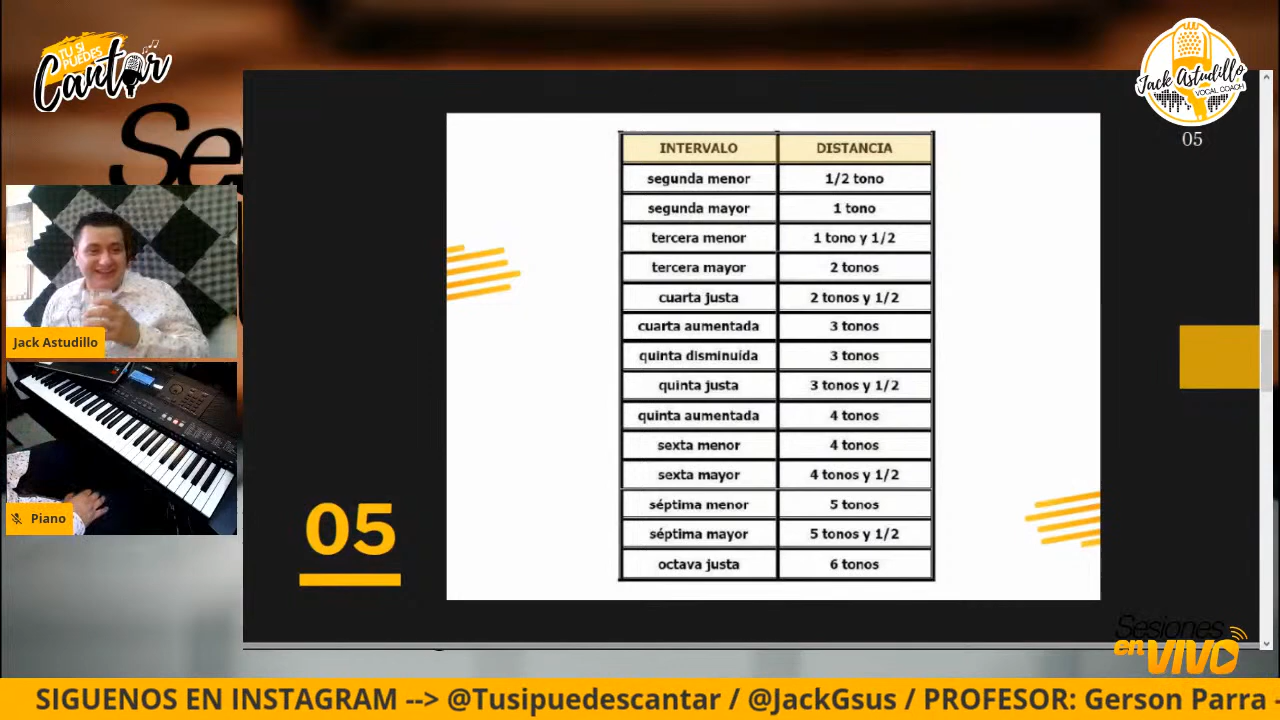 TU SI
PUEDES
Cantar
Jack Astudillo
VOCAL COACH
05
Se
INTERVALO DISTANCIA
segunda menor 1/2 tono
segunda mayor 1 tono
tercera menor 1 tono y 1/2
tercera mayor 2 tonos
cuarta justa 2 tonos y 1/2
cuarta aumentada 3 tonos
quinta disminuída 3 tonos
quinta justa 3 tonos y 1/2
quinta aumentada 4 tonos
sexta menor 4 tonos
sexta mayor 4 tonos y 1/2
séptima menor 5 tonos
séptima mayor 5 tonos y 1/2
octava justa 6 tonos
Jack Astudillo
Piano
05
Sesiones
en VIVO
SIGUENOS EN INSTAGRAM --> @Tusipuedescantar / @JackGsus / PROFESOR: Gerson Parra -